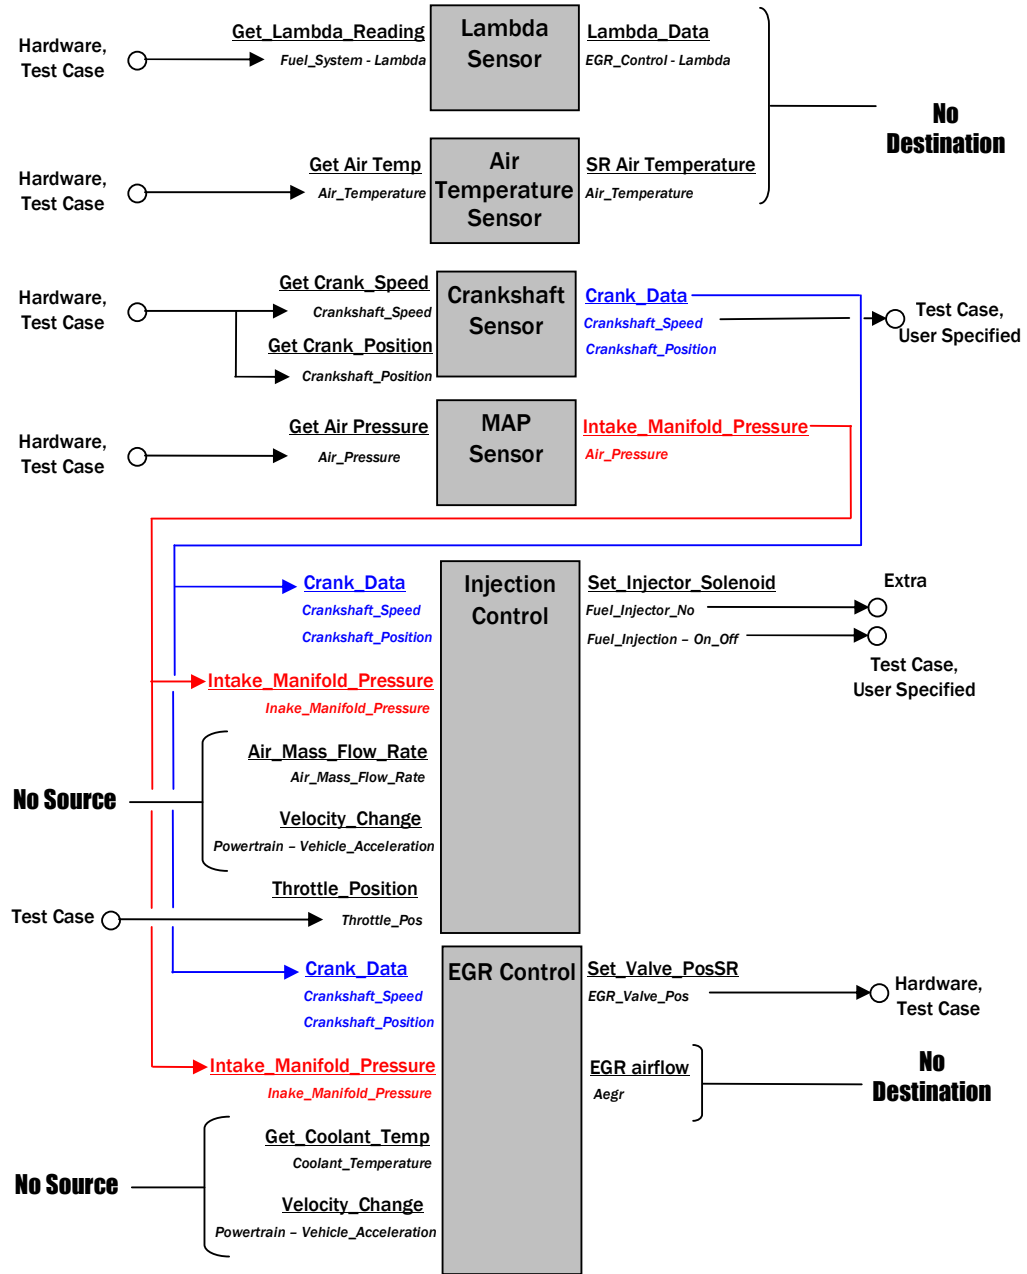 Hardware,
Test Case
Get_Lambda_Reading
Fuel_System - Lambda
Lambda
Sensor
Lambda_Data
EGR_Control - Lambda
No
Destination
Hardware,
Test Case
Get Air Temp
Air_Temperature
Air
Temperature
Sensor
SR Air Temperature
Air_Temperature
Hardware,
Test Case
Get Crank_Speed
Crankshaft_Speed
Get Crank_Position
Crankshaft_Position
Crankshaft
Sensor
Crank_Data
Crankshaft_Speed
Crankshaft_Position
Test Case,
User Specified
Hardware,
Test Case
Get Air Pressure
Air_Pressure
MAP
Sensor
Intake_Manifold_Pressure
Air_Pressure
Crank_Data
Crankshaft_Speed
Crankshaft_Position
Intake_Manifold_Pressure
Inake_Manifold_Pressure
No Source
Air_Mass_Flow_Rate
Air_Mass_Flow_Rate
Velocity_Change
Powertrain – Vehicle_Acceleration
Test Case
Throttle_Position
Throttle_Pos
Injection
Control
Set_Injector_Solenoid
Fuel_Injector_No
Fuel_Injection – On_Off
Extra
Test Case,
User Specified
Crank_Data
Crankshaft_Speed
Crankshaft_Position
Intake_Manifold_Pressure
Inake_Manifold_Pressure
No Source
Get_Coolant_Temp
Coolant_Temperature
Velocity_Change
Powertrain – Vehicle_Acceleration
EGR Control
Set_Valve_PosSR
EGR_Valve_Pos
Hardware,
Test Case
EGR airflow
Aegr
No
Destination